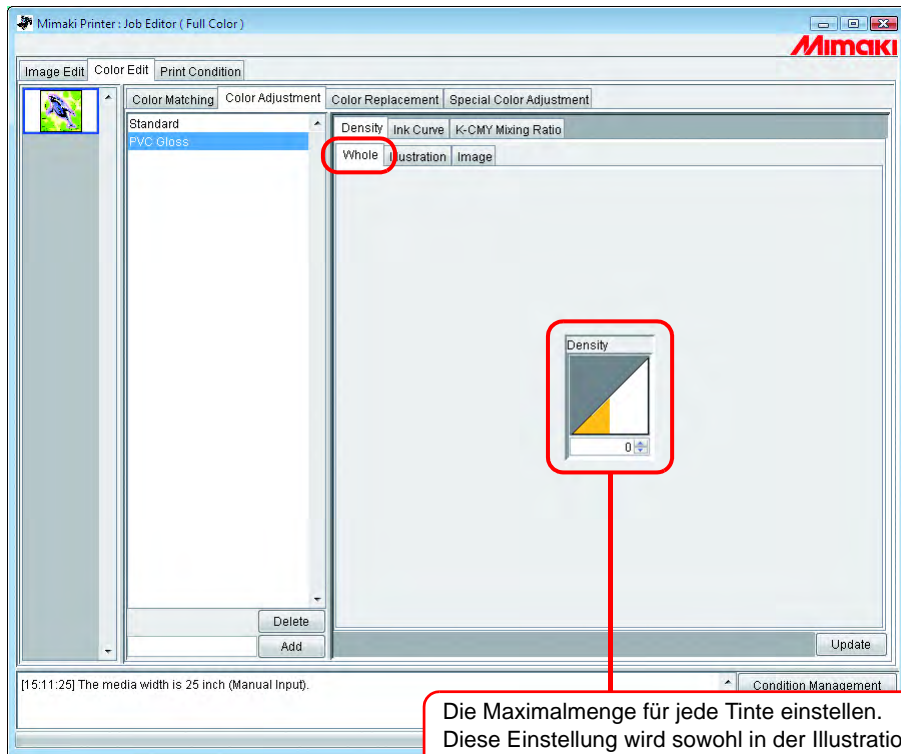 Mimaki Printer : Job Editor ( Full Color )
Mimaki
Image Edit Color Edit Print Condition
Color Matching Color Adjustment Color Replacement Special Color Adjustment
Standard
PVC Gloss
Density Ink Curve K-CMY Mixing Ratio
Whole Illustration Image
Density
0
Delete
Add
Update
[15:11:25] The media width is 25 inch (Manual Input).
Condition Management
Die Maximalmenge für jede Tinte einstellen.
Diese Einstellung wird sowohl in der Illustratio